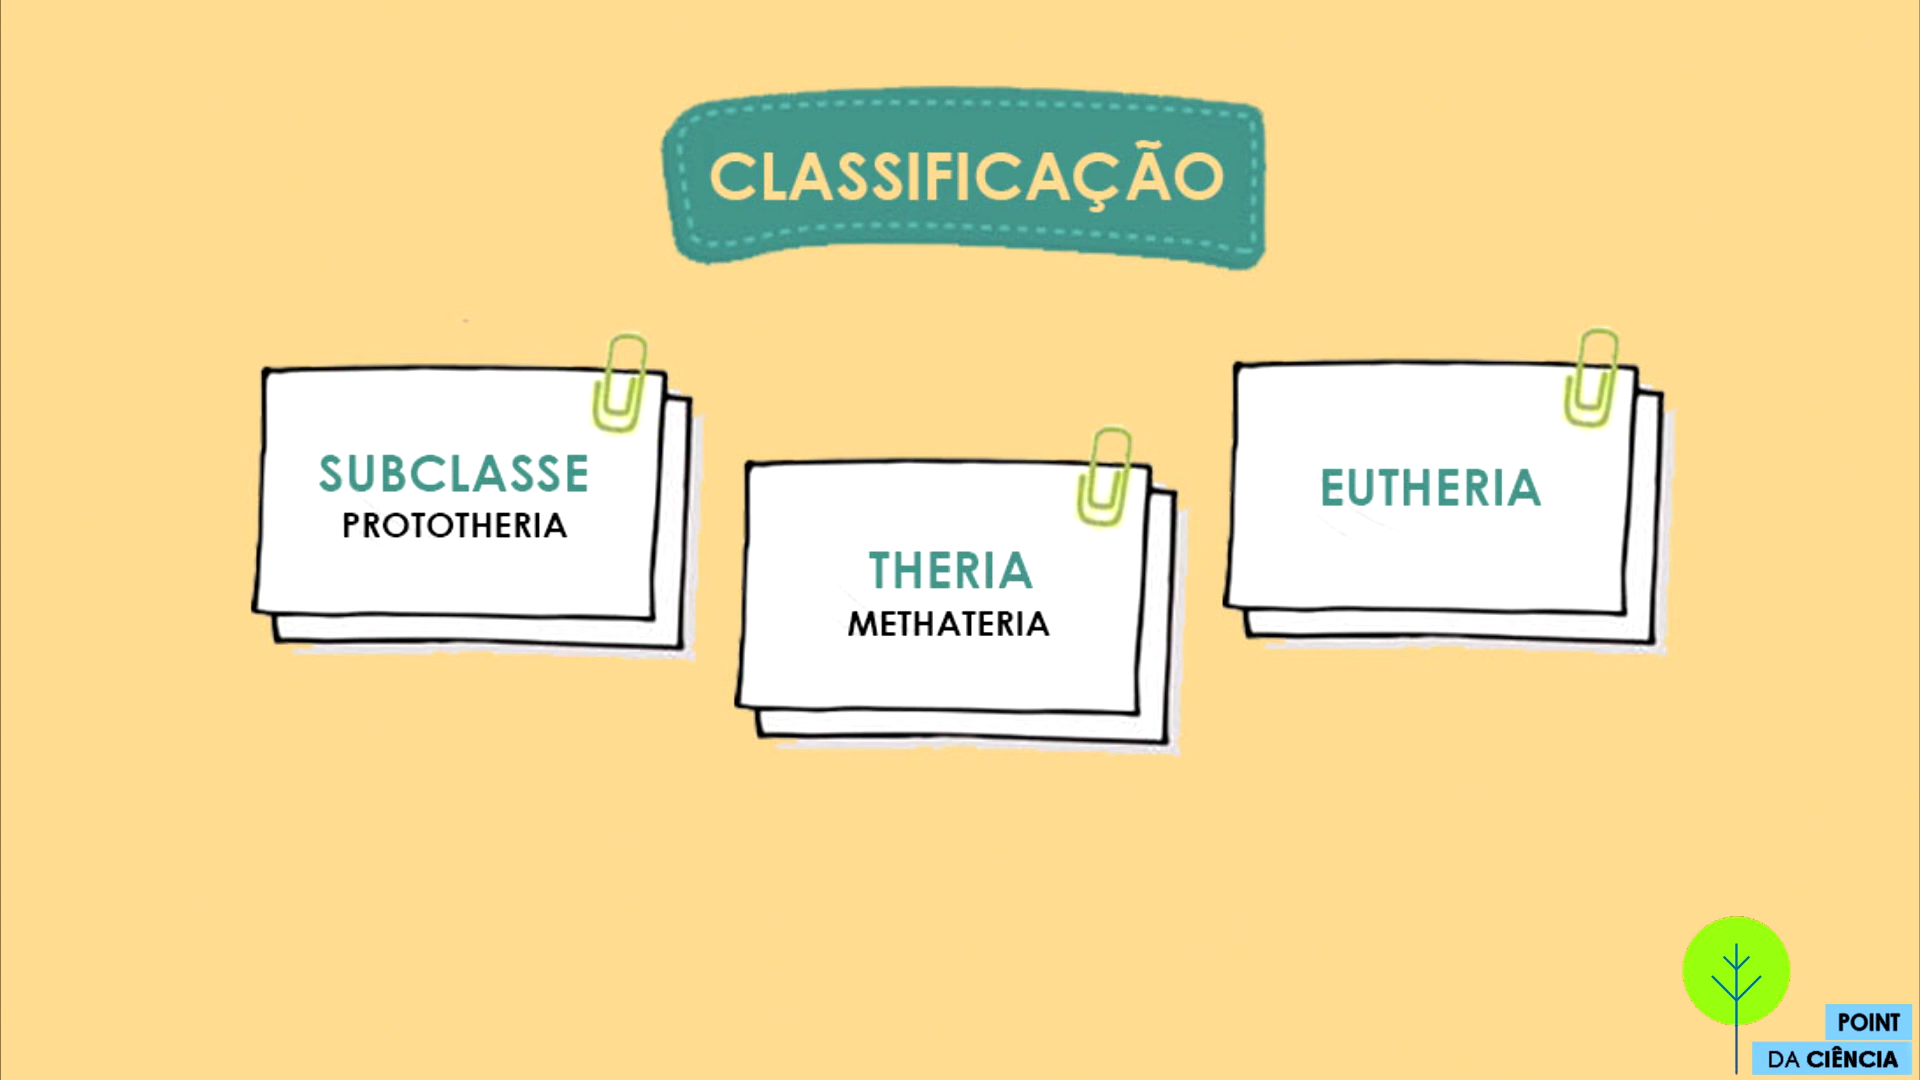 CLASSIFICAÇÃO
SUBCLASSE
PROTOTHERIA
THERIA
METHATERIA
EUTHERIA
POINT
DA CIÊNCIA